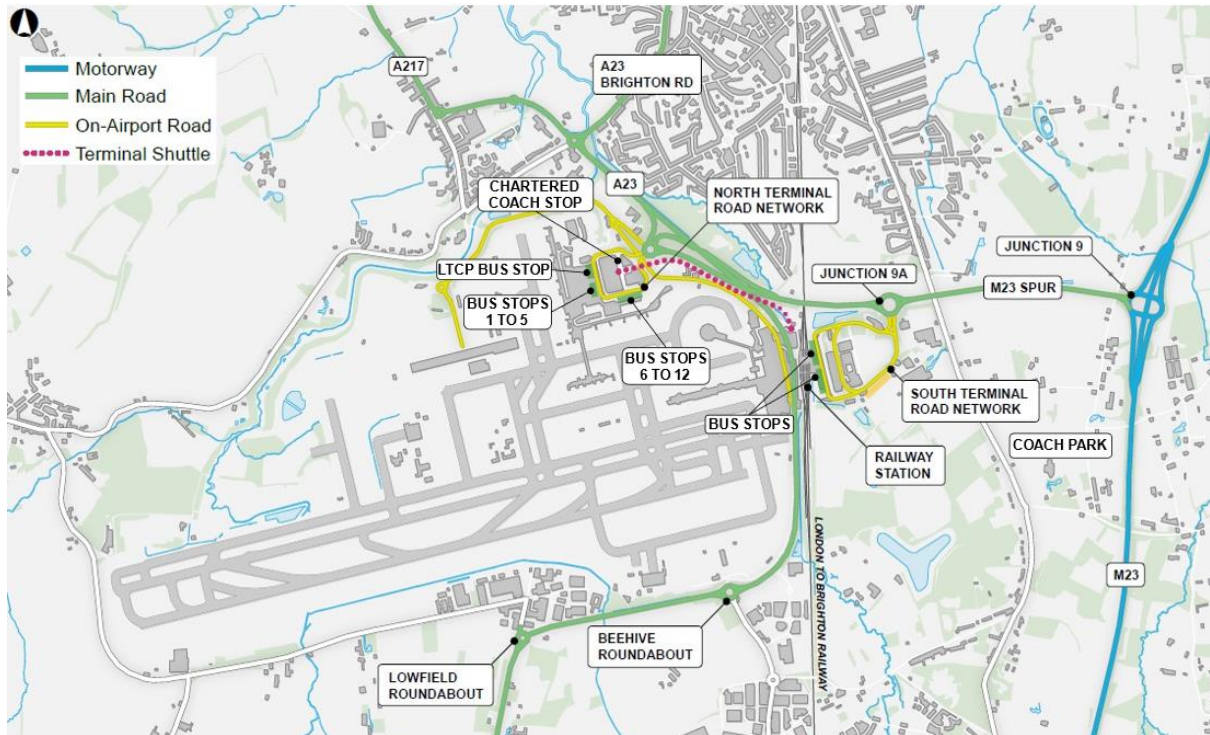 Motorway
Main Road
On-Airport Road
Terminal Shuttle
A217
A23
BRIGHTON RD
CHARTERED
COACH STOP
A23
NORTH TERMINAL
ROAD NETWORK
LTCP BUS STOP
BUS STOPS
1 TO 5
BUS STOPS
6 TO 12
JUNCTION 9A
JUNCTION 9
M23 SPUR
BUS STOPS
SOUTH TERMINAL
ROAD NETWORK
RAILWAY
STATION
COACH PARK
LONDON TO BRIGHTON RAILWAY
M23
BEEHIVE
ROUNDABOUT
LOWFIELD
ROUNDABOUT